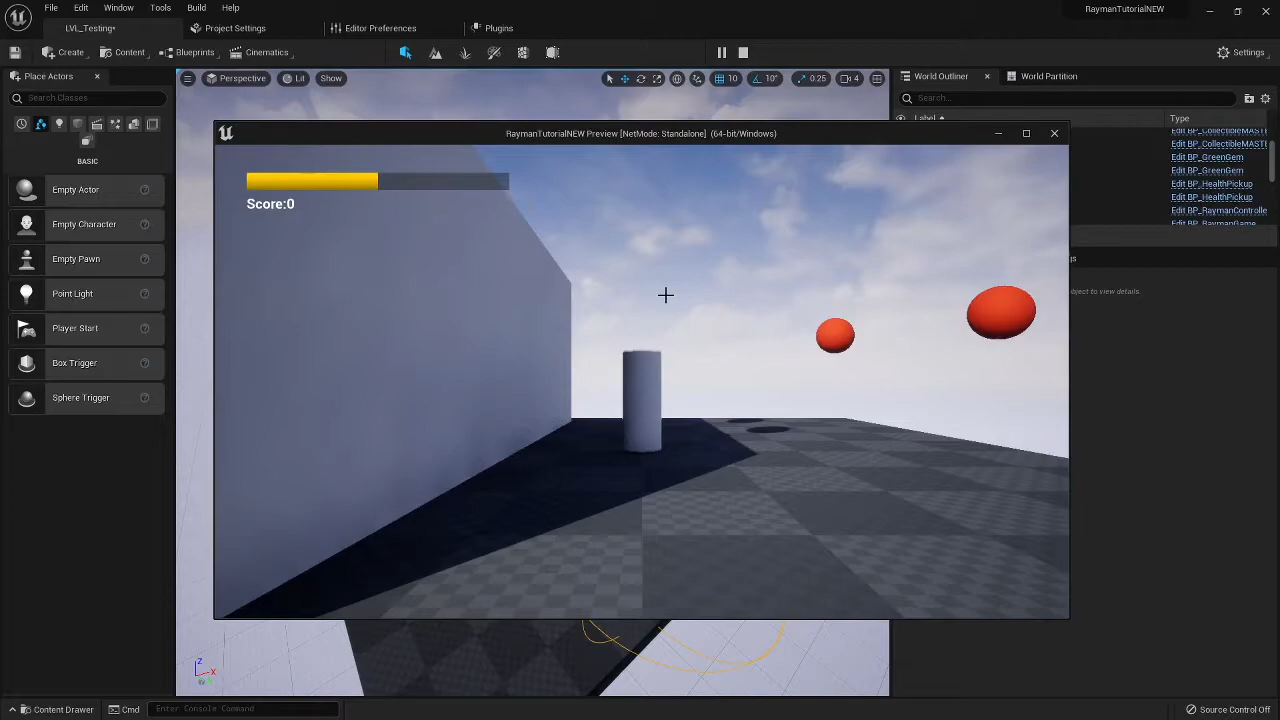 File Edit Window Tools Build Help
RaymanTutorialNEW
LVL_Testing* Project Settings Editor Preferences Plugins
Create Content Blueprints Cinematics Settings
Place Actors
Perspective Lit Show 10 10° 0.25 4
World Outliner World Partition
Search Classes
Search...
Label Type
RaymanTutorialNEW Preview [NetMode: Standalone] (64-bit/Windows)
Edit BP_CollectibleMAST
Edit BP_CollectibleMAST
Edit BP_GreenGem
Edit BP_GreenGem
Edit BP_HealthPickup
Edit BP_HealthPickup
Edit BP_RaymanControlle
Edit BP_RaymanGame
BASIC
Empty Actor
Empty Character
Empty Pawn
Point Light
Player Start
Box Trigger
Sphere Trigger
Score:0
gs
object to view details.
Z
X
Content Drawer Cmd Enter Console Command Source Control Off